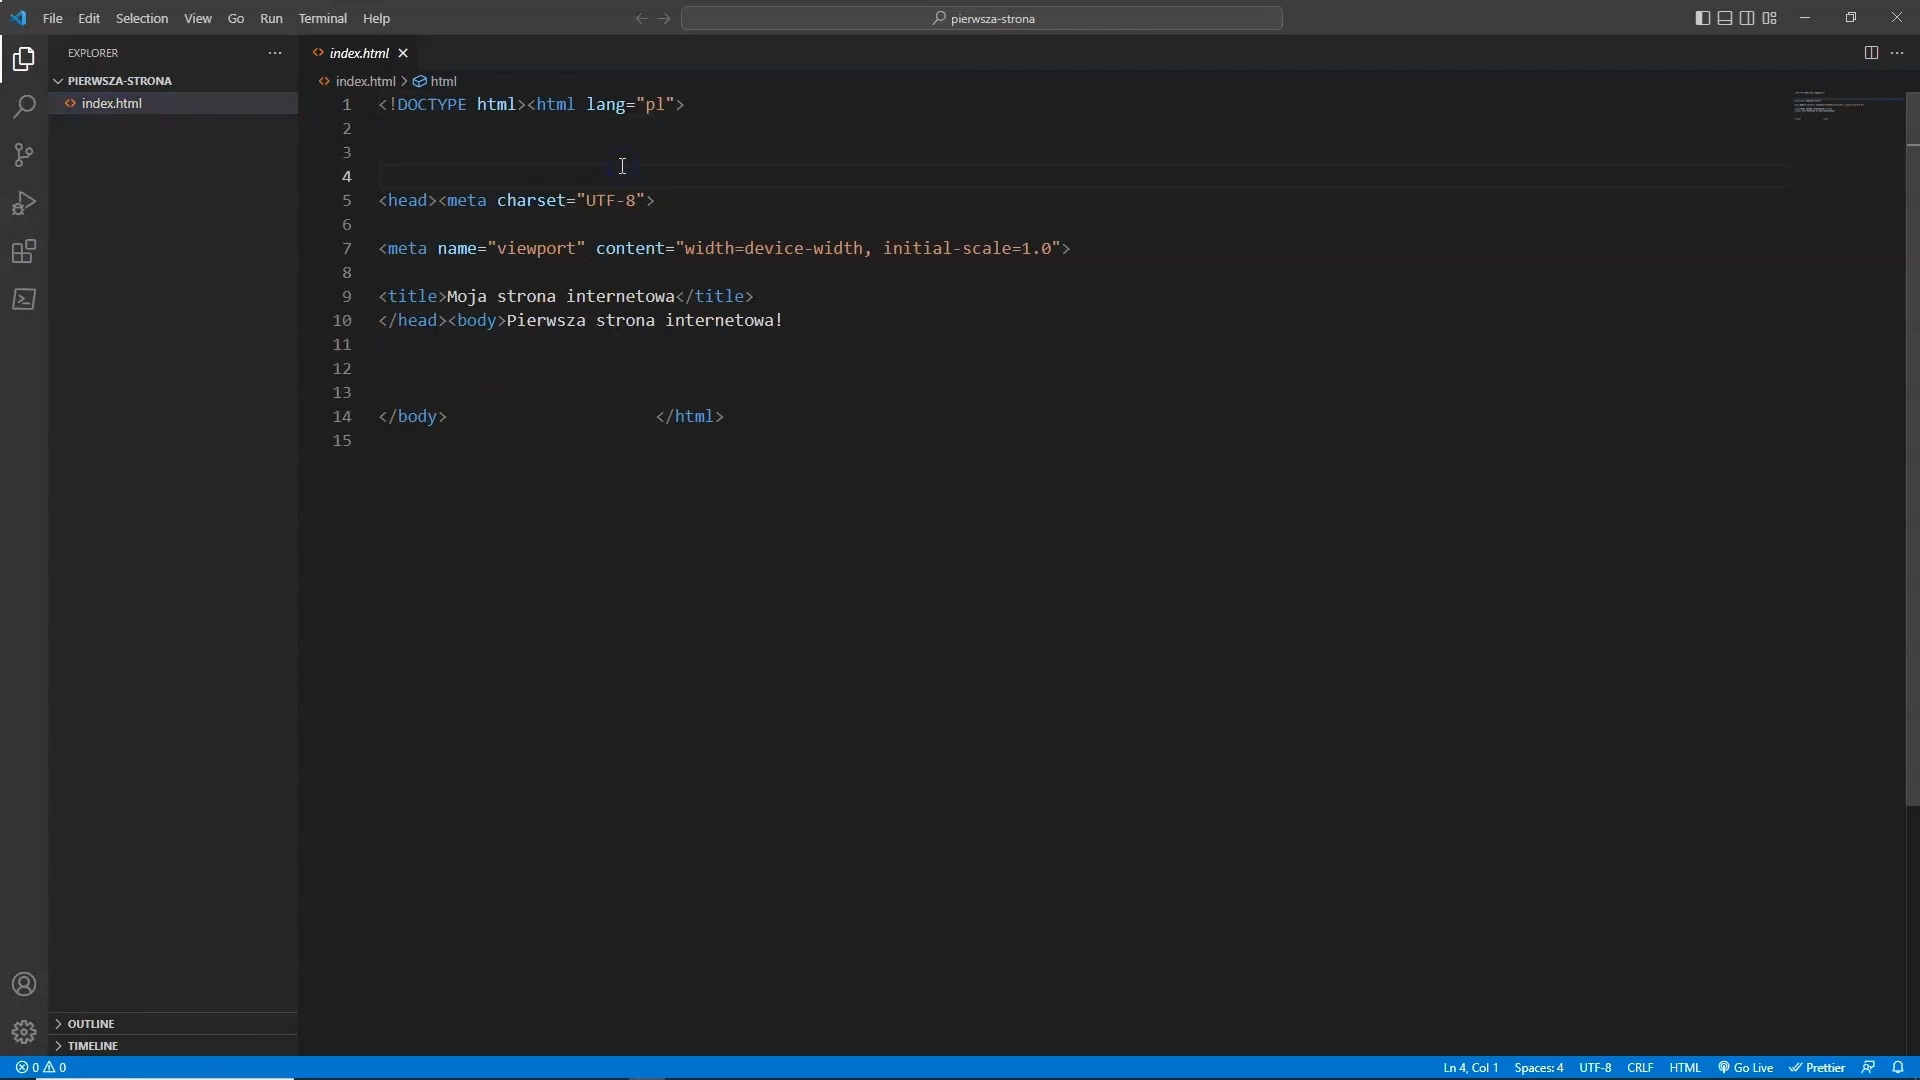 File Edit Selection View Go Run Terminal Help
pierwsza-strona
EXPLORER
PIERWSZA-STRONA
index.html
index.html
index.html > html
1 <!DOCTYPE html><html lang="pl">
2
3
4
5 <head><meta charset="UTF-8">
6
7 <meta name="viewport" content="width=device-width, initial-scale=1.0">
8
9 <title>Moja strona internetowa</title>
10 </head><body>Pierwsza strona internetowa!
11
12
13
14 </body> </html>
15
OUTLINE
TIMELINE
0 0 Ln 4, Col 1 Spaces: 4 UTF-8 CRLF HTML Go Live Prettier